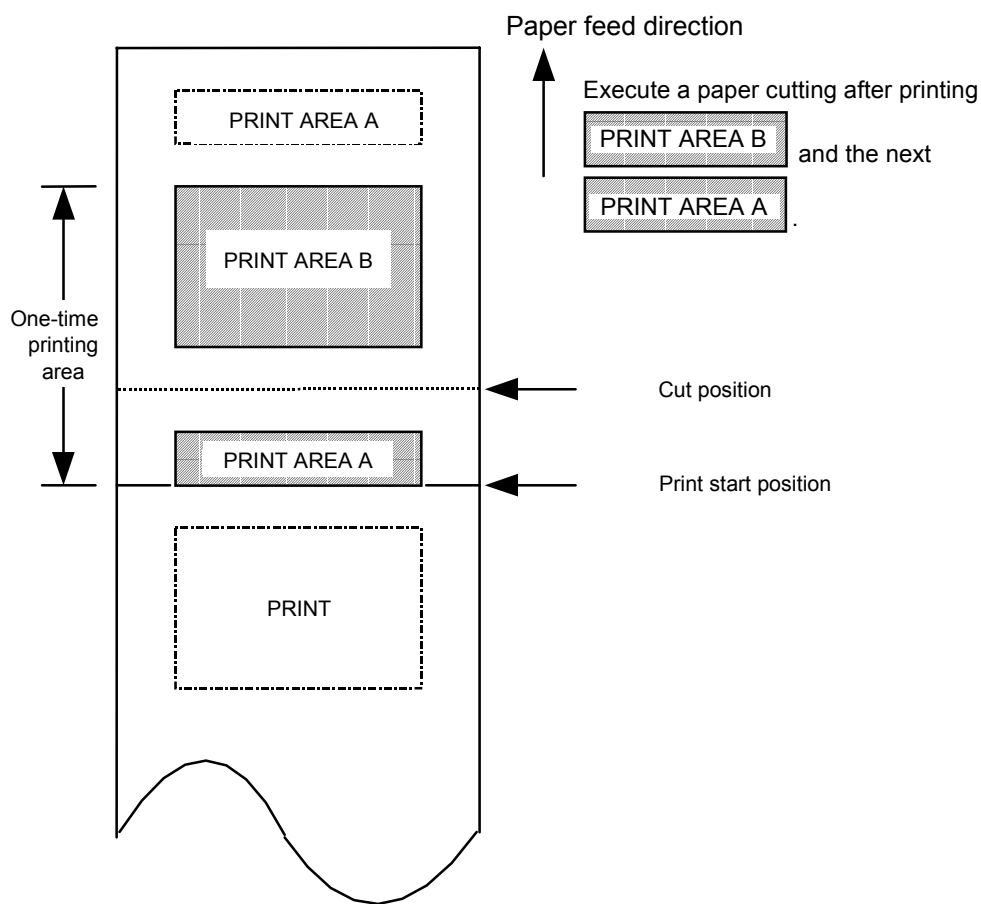 Paper feed direction
Execute a paper cutting after printing
PRINT AREA B and the next
PRINT AREA A .
PRINT AREA A
PRINT AREA B
One-time
printing
area
Cut position
PRINT AREA A
Print start position
PRINT